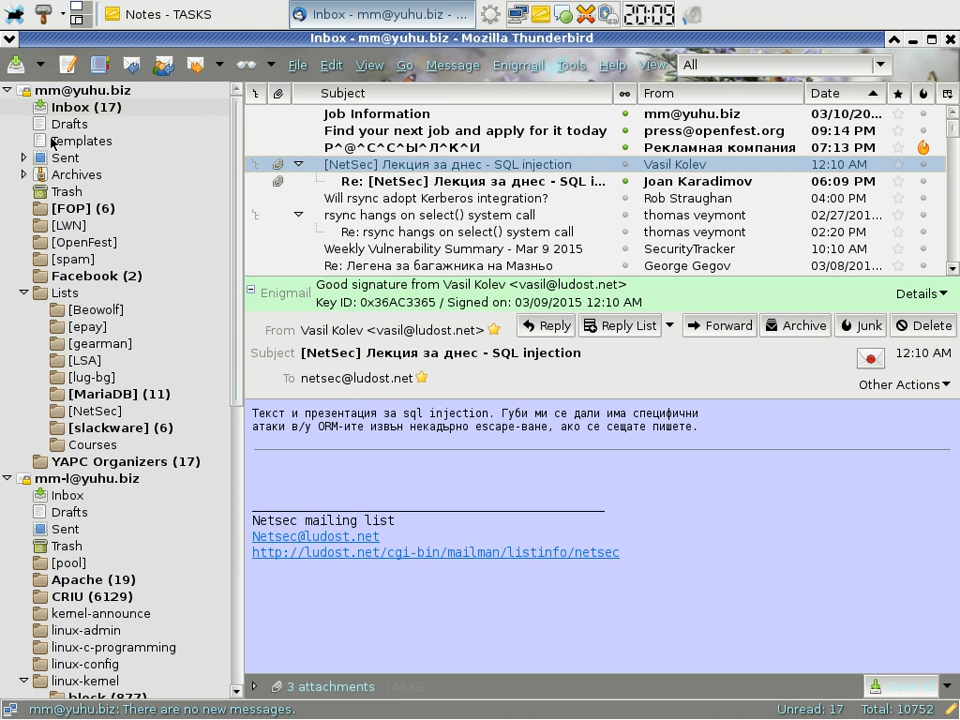 Notes - TASKS
Inbox - mm@yuhu.biz - ...
20:09
Inbox - mm@yuhu.biz - Mozilla Thunderbird
File Edit View Go Message Enigmail Tools Help View: All
mm@yuhu.biz
Inbox (17)
Drafts
Templates
Sent
Archives
Trash
[FOP] (6)
[LWN]
[OpenFest]
[spam]
Facebook (2)
Lists
[Beowolf]
[epay]
[gearman]
[LSA]
[lug-bg]
[MariaDB] (11)
[NetSec]
[slackware] (6)
Courses
YAPC Organizers (17)
mm-l@yuhu.biz
Inbox
Drafts
Sent
Trash
[pool]
Apache (19)
CRIU (6129)
kernel-announce
linux-admin
linux-c-programming
linux-config
linux-kernel
block (877)
Subject From Date
Job Information mm@yuhu.biz 03/10/20...
Find your next job and apply for it today press@openfest.org 09:14 PM
Р^@^С^С^Ы^Л^К^И Рекламная компания 07:13 PM
[NetSec] Лекция за днес - SQL injection Vasil Kolev 12:10 AM
Re: [NetSec] Лекция за днес - SQL i... Joan Karadimov 06:09 PM
Will rsync adopt Kerberos integration? Rob Straughan 04:00 PM
rsync hangs on select() system call thomas veymont 02/27/201...
Re: rsync hangs on select() system call thomas veymont 02:20 PM
Weekly Vulnerability Summary - Mar 9 2015 SecurityTracker 10:10 AM
Re: Легена за багажника на Мазньо George Gegov 03/08/201...
Enigmail Good signature from Vasil Kolev <vasil@ludost.net> Details
Key ID: 0x36AC3365 / Signed on: 03/09/2015 12:10 AM
From Vasil Kolev <vasil@ludost.net> Reply Reply List Forward Archive Junk Delete
Subject [NetSec] Лекция за днес - SQL injection 12:10 AM
To netsec@ludost.net Other Actions
Текст и презентация за sql injection. Губи ми се дали има специфични
атаки в/у ORM-ите извън некадърно escape-ване, ако се сещате пишете.
Netsec mailing list
Netsec@ludost.net
http://ludost.net/cgi-bin/mailman/listinfo/netsec
3 attachments 143 KB
mm@yuhu.biz: There are no new messages. Unread: 17 Total: 10752